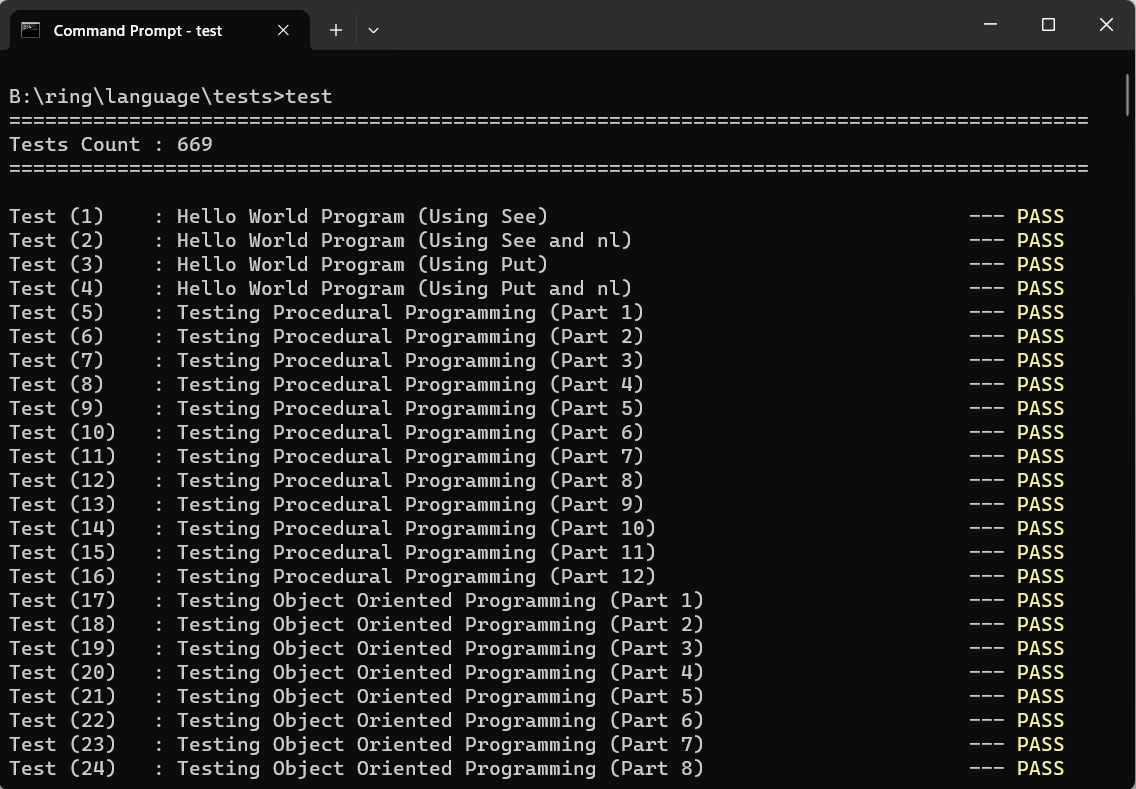 Command Prompt - test
B:\ring\language\tests>test
==========================================================================================
Tests Count : 669
==========================================================================================
Test (1)    : Hello World Program (Using See)                                   --- PASS
Test (2)    : Hello World Program (Using See and nl)                            --- PASS
Test (3)    : Hello World Program (Using Put)                                   --- PASS
Test (4)    : Hello World Program (Using Put and nl)                            --- PASS
Test (5)    : Testing Procedural Programming (Part 1)                           --- PASS
Test (6)    : Testing Procedural Programming (Part 2)                           --- PASS
Test (7)    : Testing Procedural Programming (Part 3)                           --- PASS
Test (8)    : Testing Procedural Programming (Part 4)                           --- PASS
Test (9)    : Testing Procedural Programming (Part 5)                           --- PASS
Test (10)   : Testing Procedural Programming (Part 6)                           --- PASS
Test (11)   : Testing Procedural Programming (Part 7)                           --- PASS
Test (12)   : Testing Procedural Programming (Part 8)                           --- PASS
Test (13)   : Testing Procedural Programming (Part 9)                           --- PASS
Test (14)   : Testing Procedural Programming (Part 10)                          --- PASS
Test (15)   : Testing Procedural Programming (Part 11)                          --- PASS
Test (16)   : Testing Procedural Programming (Part 12)                          --- PASS
Test (17)   : Testing Object Oriented Programming (Part 1)                      --- PASS
Test (18)   : Testing Object Oriented Programming (Part 2)                      --- PASS
Test (19)   : Testing Object Oriented Programming (Part 3)                      --- PASS
Test (20)   : Testing Object Oriented Programming (Part 4)                      --- PASS
Test (21)   : Testing Object Oriented Programming (Part 5)                      --- PASS
Test (22)   : Testing Object Oriented Programming (Part 6)                      --- PASS
Test (23)   : Testing Object Oriented Programming (Part 7)                      --- PASS
Test (24)   : Testing Object Oriented Programming (Part 8)                      --- PASS